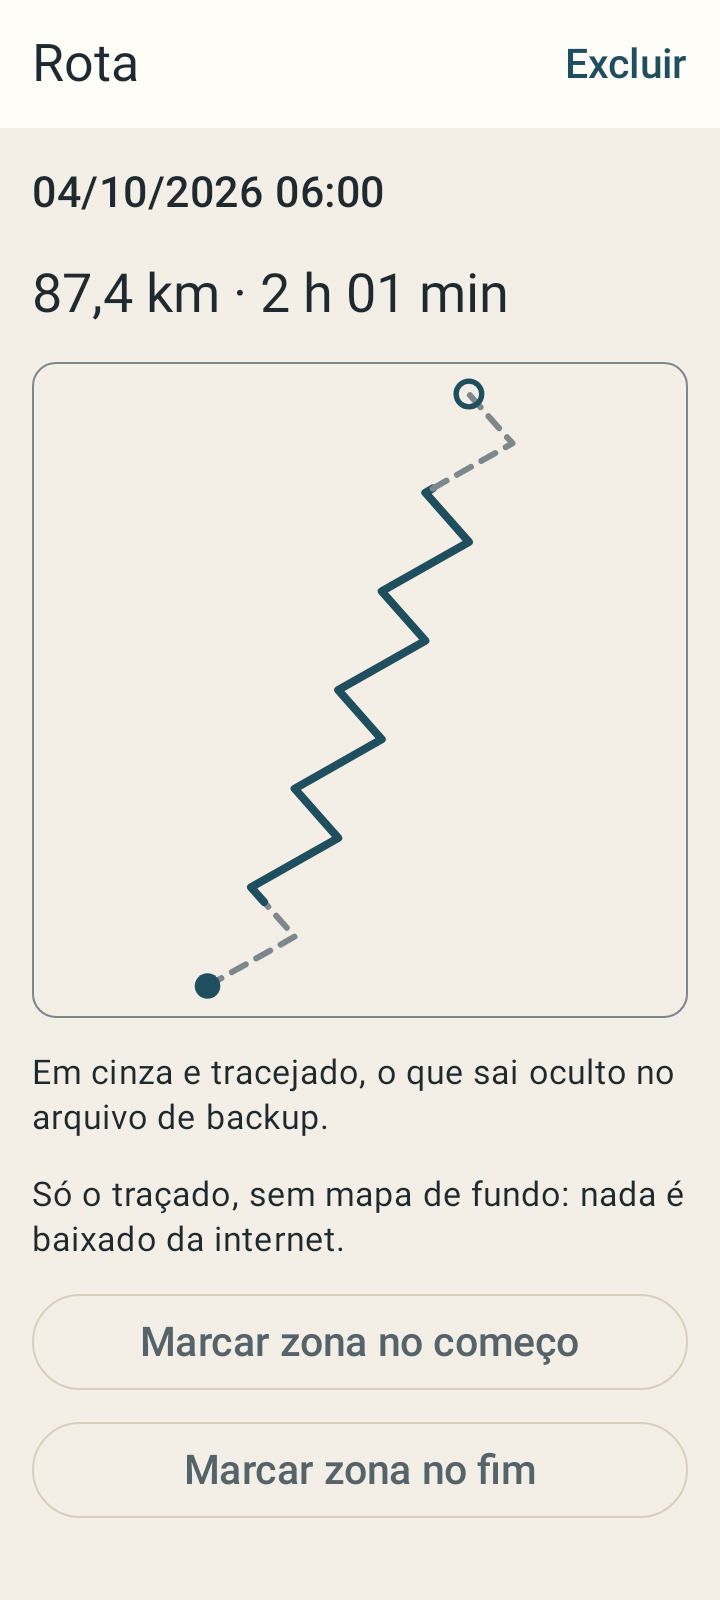 Rota
Excluir
04/10/2026 06:00
87,4 km · 2 h 01 min
Em cinza e tracejado, o que sai oculto no
arquivo de backup.
Só o traçado, sem mapa de fundo: nada é
baixado da internet.
Marcar zona no começo
Marcar zona no fim